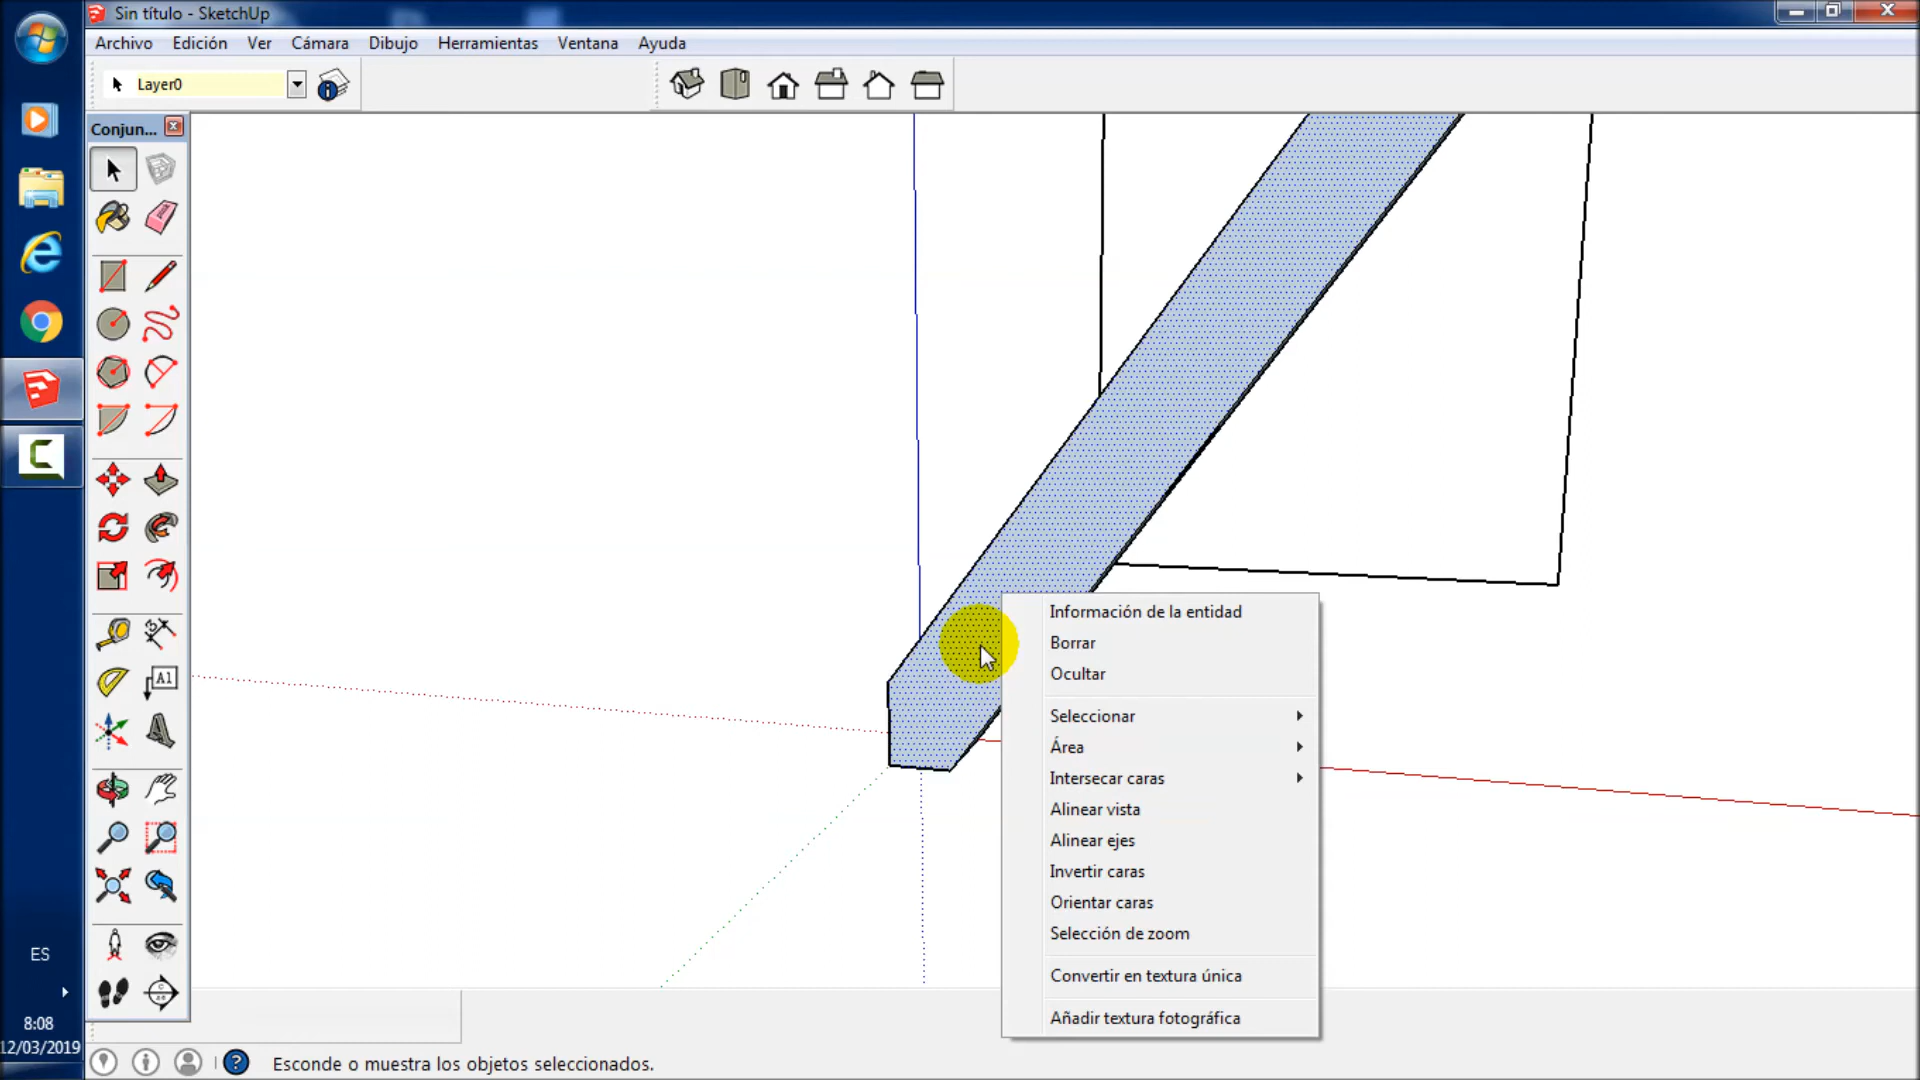 Sin título - SketchUp
Archivo Edición Ver Cámara Dibujo Herramientas Ventana Ayuda
Layer0
Conjun...
A1
Información de la entidad
Borrar
Ocultar
Seleccionar
Área
Intersecar caras
Alinear vista
Alinear ejes
Invertir caras
Orientar caras
Selección de zoom
Convertir en textura única
Añadir textura fotográfica
ES
8:08
12/03/2019
Esconde o muestra los objetos seleccionados.